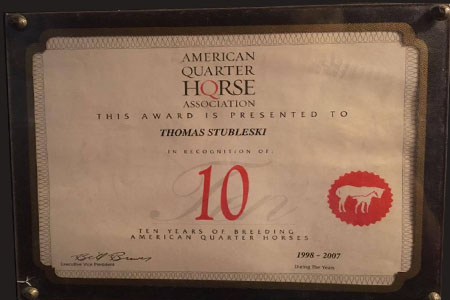 AMERICAN
QUARTER
HORSE
ASSOCIATION
THIS AWARD IS PRESENTED TO
THOMAS STUBLESKI
IN RECOGNITION OF:
Ten
10
TEN YEARS OF BREEDING
AMERICAN QUARTER HORSES
1998 - 2007
Executive Vice President
During The Years